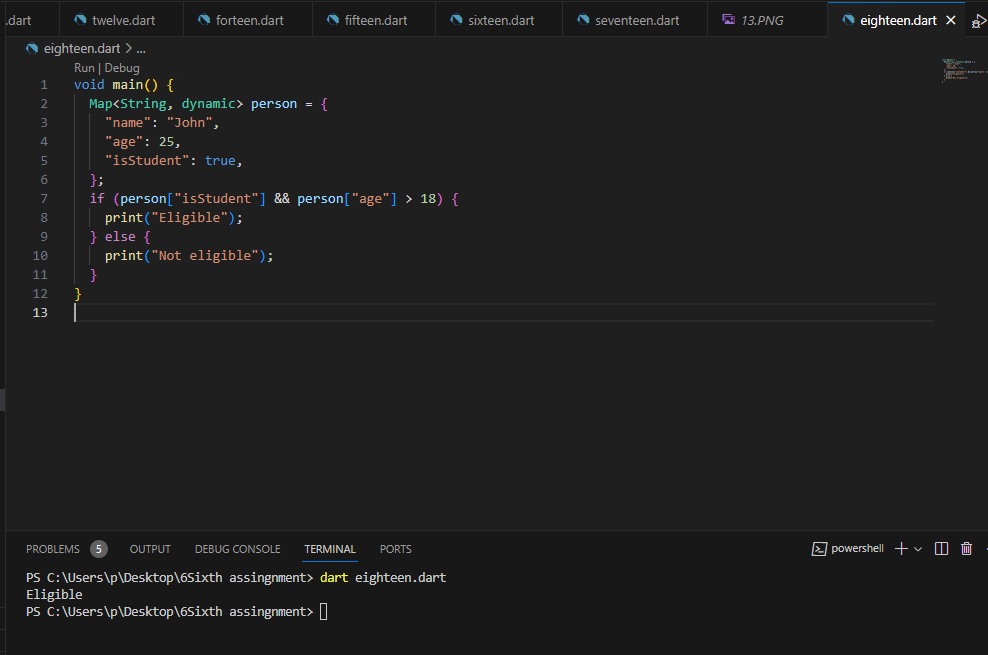 .dart twelve.dart forteen.dart fifteen.dart sixteen.dart seventeen.dart 13.PNG eighteen.dart
eighteen.dart > ...
Run | Debug
1 void main() {
2   Map<String, dynamic> person = {
3     "name": "John",
4     "age": 25,
5     "isStudent": true,
6   };
7   if (person["isStudent"] && person["age"] > 18) {
8     print("Eligible");
9   } else {
10     print("Not eligible");
11   }
12 }
13
PROBLEMS 5 OUTPUT DEBUG CONSOLE TERMINAL PORTS powershell
PS C:\Users\p\Desktop\6Sixth assingnment> dart eighteen.dart
Eligible
PS C:\Users\p\Desktop\6Sixth assingnment>